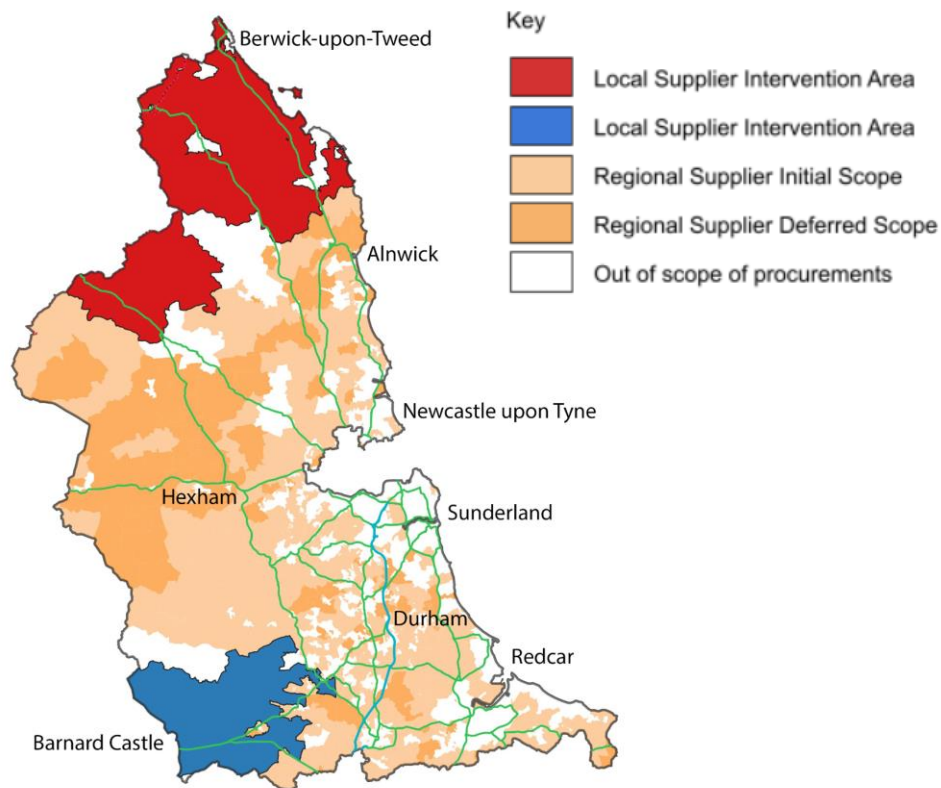 Key
Berwick-upon-Tweed
Local Supplier Intervention Area
Local Supplier Intervention Area
Regional Supplier Initial Scope
Regional Supplier Deferred Scope
Out of scope of procurements
Alnwick
Newcastle upon Tyne
Hexham
Sunderland
Durham
Redcar
Barnard Castle